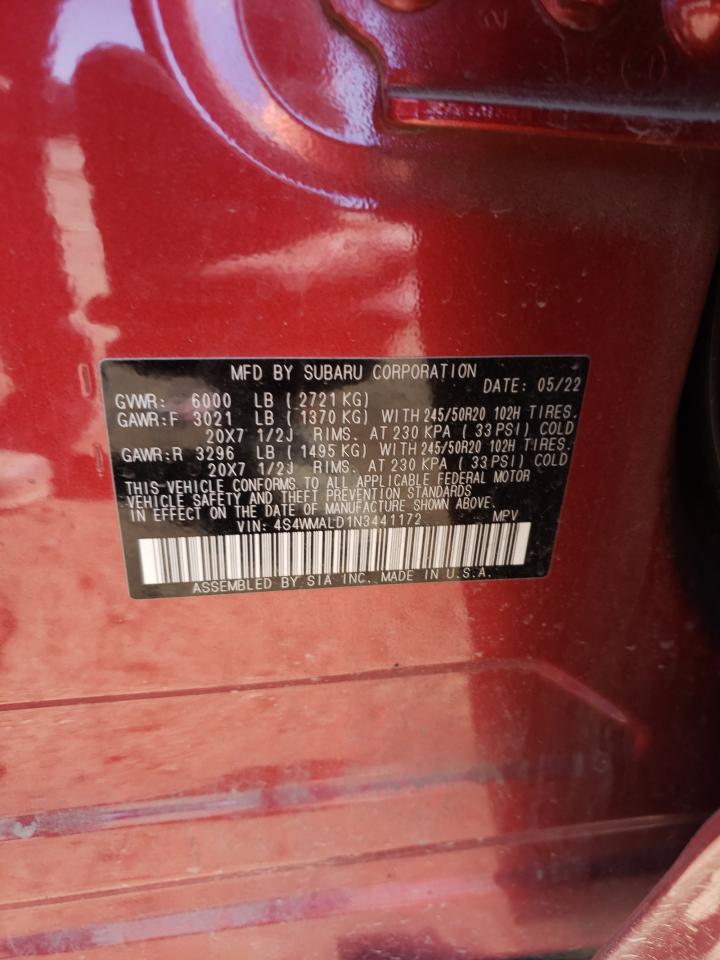 MFD BY SUBARU CORPORATION
DATE: 05/22
GVWR: 6000 LB ( 2721 KG)
GAWR:F 3021 LB ( 1370 KG) WITH 245/50R20 102H TIRES.
20X7 1/2J RIMS. AT 230 KPA ( 33 PSI) COLD
GAWR:R 3296 LB ( 1495 KG) WITH 245/50R20 102H TIRES.
20X7 1/2J RIMS. AT 230 KPA ( 33 PSI) COLD
THIS VEHICLE CONFORMS TO ALL APPLICABLE FEDERAL MOTOR
VEHICLE SAFETY AND THEFT PREVENTION STANDARDS
IN EFFECT ON THE DATE OF MANUFACTURE SHOWN ABOVE.
VIN: 4S4WMALD1N3441172 MPV
ASSEMBLED BY SIA INC. MADE IN U.S.A.